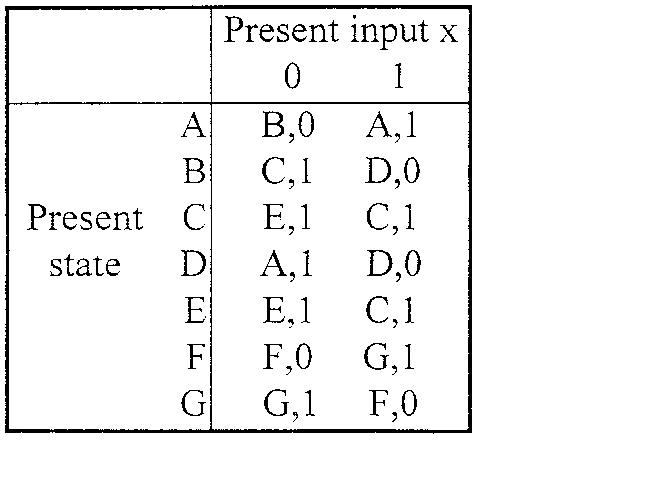 Present input x
0 1
A B,0 A,1
B C,1 D,0
Present C E,1 C,1
state D A,1 D,0
E E,1 C,1
F F,0 G,1
G G,1 F,0